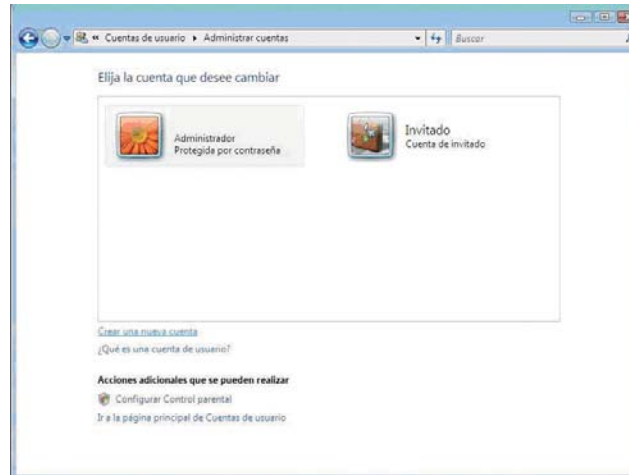 « Cuentas de usuario ▸ Administrar cuentas
Buscar
Elija la cuenta que desee cambiar
Administrador
Protegida por contraseña
Invitado
Cuenta de invitado
Crear una nueva cuenta
¿Qué es una cuenta de usuario?
Acciones adicionales que se pueden realizar
Configurar Control parental
Ir a la página principal de Cuentas de usuario